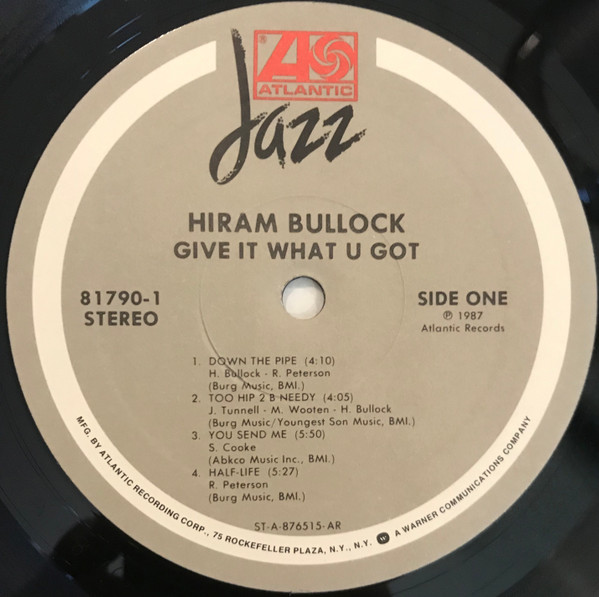 ATLANTIC
Jazz
HIRAM BULLOCK
GIVE IT WHAT U GOT
81790-1
STEREO
SIDE ONE
℗ 1987
Atlantic Records
1. DOWN THE PIPE (4:10)
H. Bullock - R. Peterson
(Burg Music, BMI.)
2. TOO HIP 2 B NEEDY (4:05)
J. Tunnell - M. Wooten - H. Bullock
(Burg Music/Youngest Son Music, BMI.)
3. YOU SEND ME (5:50)
S. Cooke
(Abkco Music Inc., BMI.)
4. HALF-LIFE (5:27)
R. Peterson
(Burg Music, BMI.)
ST-A-876515-AR
MFG. BY ATLANTIC RECORDING CORP., 75 ROCKEFELLER PLAZA, N.Y., N.Y. A WARNER COMMUNICATIONS COMPANY